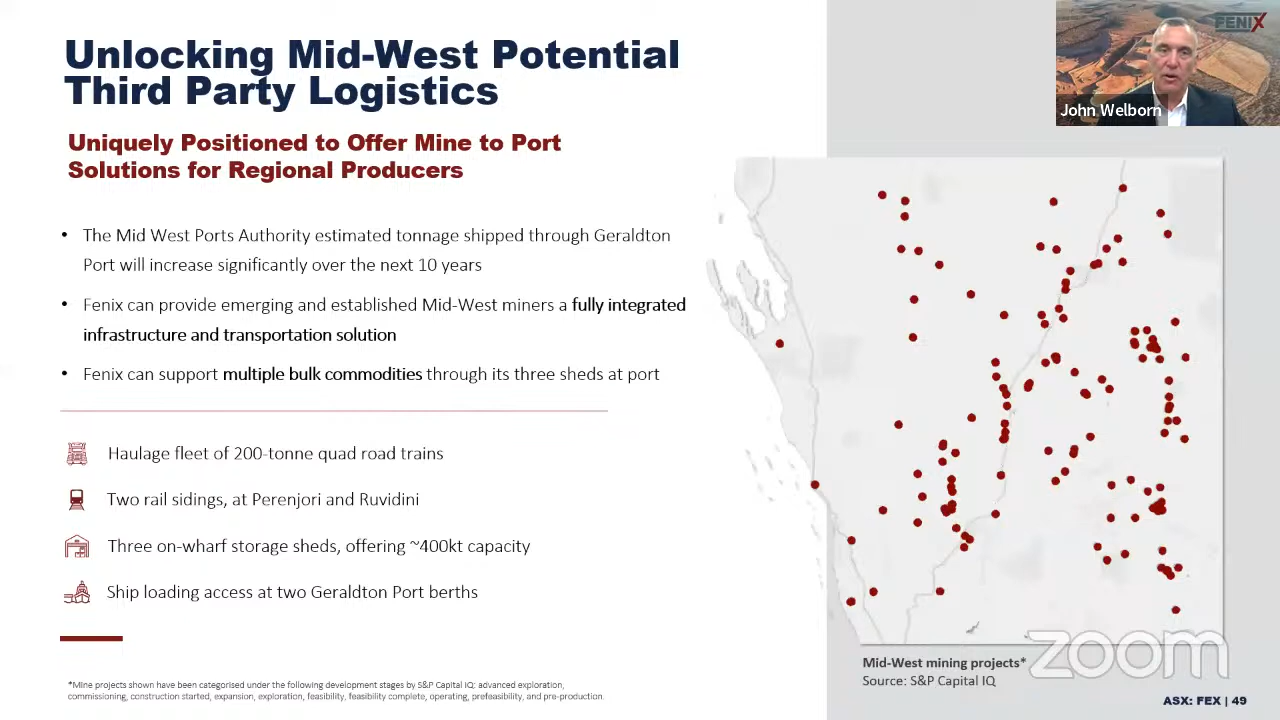 Unlocking Mid-West Potential
Third Party Logistics
Uniquely Positioned to Offer Mine to Port
Solutions for Regional Producers
• The Mid West Ports Authority estimated tonnage shipped through Geraldton
Port will increase significantly over the next 10 years
• Fenix can provide emerging and established Mid-West miners a fully integrated
infrastructure and transportation solution
• Fenix can support multiple bulk commodities through its three sheds at port
Haulage fleet of 200-tonne quad road trains
Two rail sidings, at Perenjori and Ruvidini
Three on-wharf storage sheds, offering ~400kt capacity
Ship loading access at two Geraldton Port berths
*Mine projects shown have been categorised under the following development stages by S&P Capital IQ: advanced exploration,
commissioning, construction started, expansion, exploration, feasibility, feasibility complete, operating, prefeasibility, and pre-production.
FENIX
John Welborn
Mid-West mining projects*
Source: S&P Capital IQ
zoom
ASX: FEX | 49